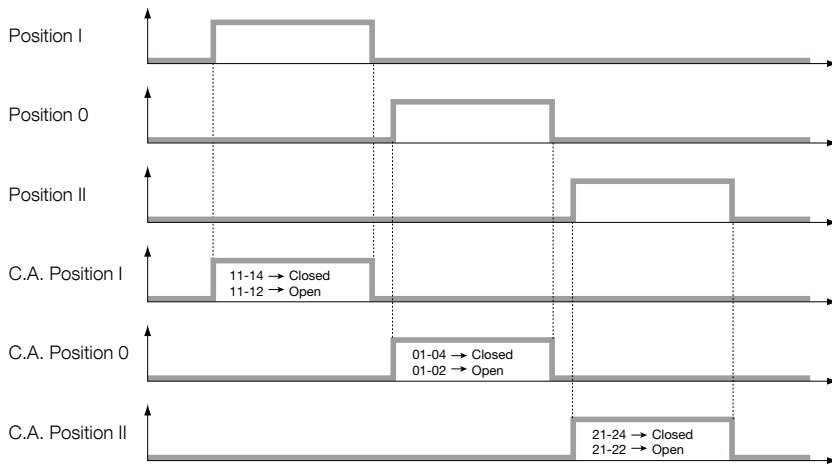 Position I
Position 0
Position II
C.A. Position I
11-14 → Closed
11-12 → Open
C.A. Position 0
01-04 → Closed
01-02 → Open
C.A. Position II
21-24 → Closed
21-22 → Open